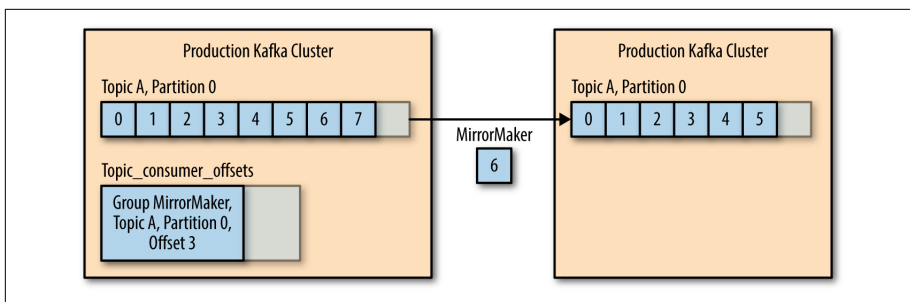 Production Kafka Cluster
Topic A, Partition 0
0 1 2 3 4 5 6 7
Topic_consumer_offsets
Group MirrorMaker,
Topic A, Partition 0,
Offset 3
MirrorMaker
6
Production Kafka Cluster
Topic A, Partition 0
0 1 2 3 4 5